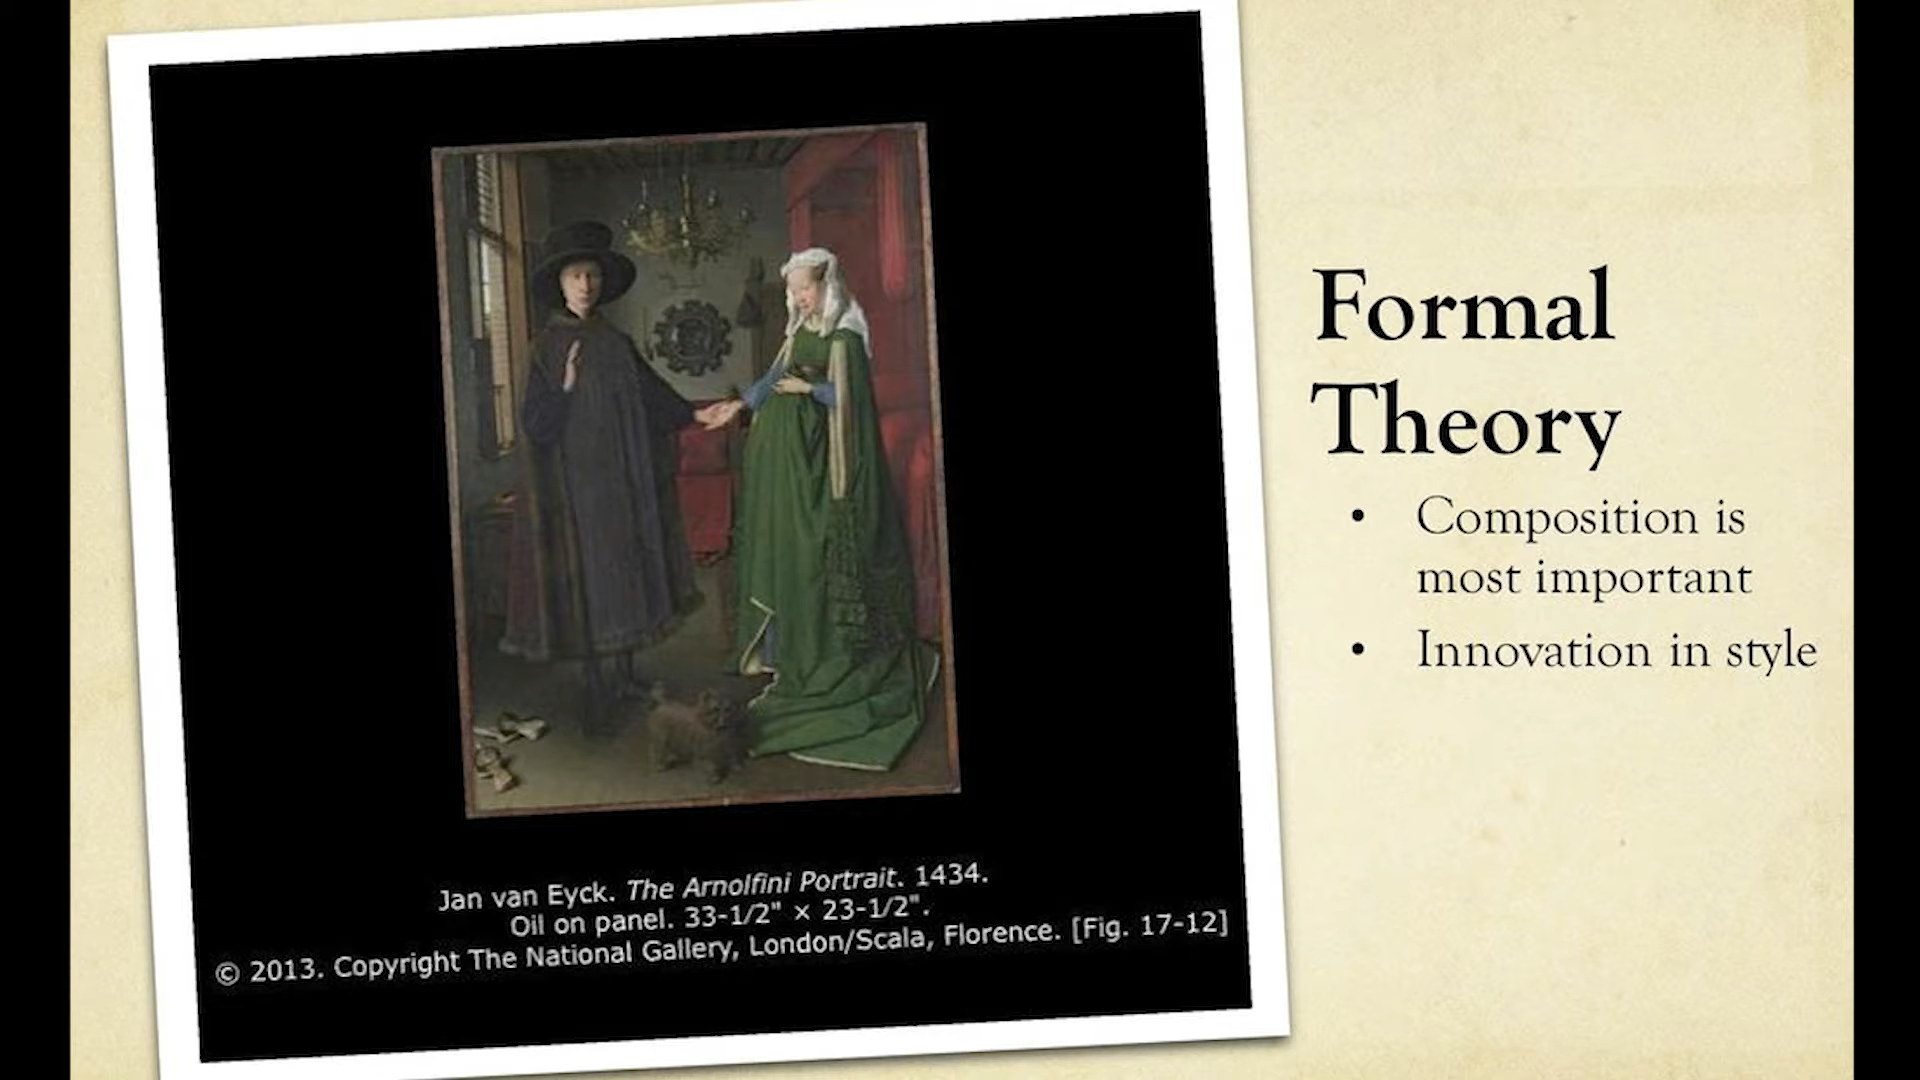 Jan van Eyck. The Arnolfini Portrait. 1434.
Oil on panel. 33-1/2" × 23-1/2".
© 2013. Copyright The National Gallery, London/Scala, Florence. [Fig. 17-12]
Formal
Theory
• Composition is
most important
• Innovation in style